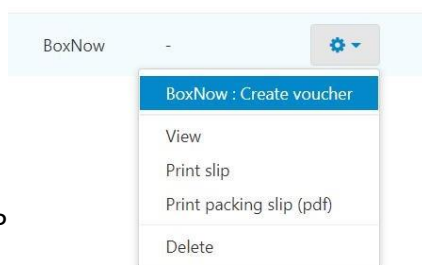 BoxNow -
BoxNow : Create voucher
View
Print slip
Print packing slip (pdf)
Delete